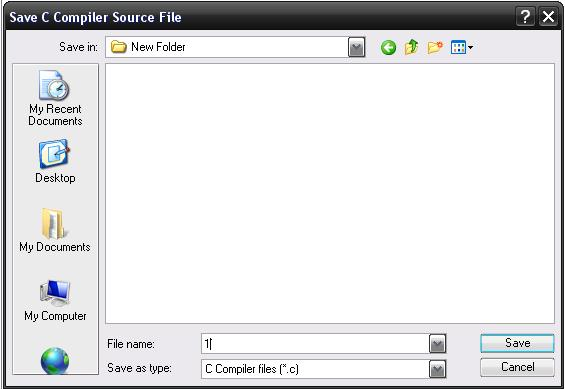 Save C Compiler Source File
Save in:
New Folder
My Recent
Documents
Desktop
My Documents
My Computer
File name:
1
Save
Save as type:
C Compiler files (*.c)
Cancel